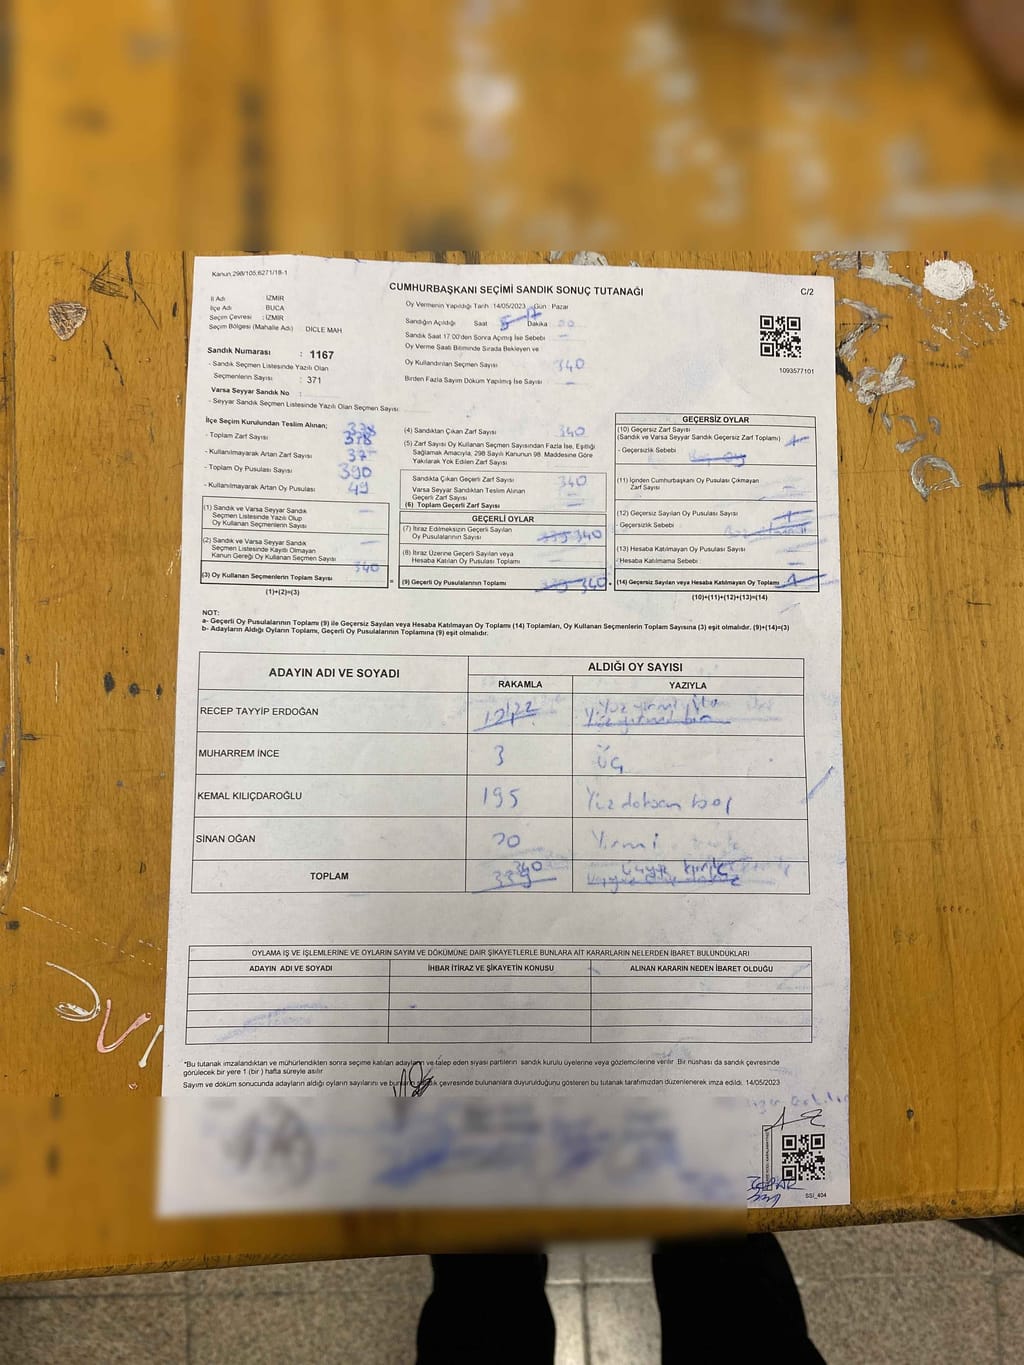 Kanun:298/105;6271/18-1
CUMHURBAŞKANI SEÇİMİ SANDIK SONUÇ TUTANAĞI
C/2
İl Adı İZMİR
İlçe Adı BUCA
Seçim Çevresi : İZMİR
Seçim Bölgesi (Mahalle Adı) : DİCLE MAH
Oy Vermenin Yapıldığı Tarih :14/05/2023 Gün : Pazar
Sandığın Açıldığı Saat Dakika :
Sandık Saat 17:00'den Sonra Açılmış İse Sebebi
Oy Verme Saati Bitiminde Sırada Bekleyen ve
Oy Kullandırılan Seçmen Sayısı 340
Birden Fazla Sayım Döküm Yapılmış İse Sayısı
1093577101
Sandık Numarası : 1167
- Sandık Seçmen Listesinde Yazılı Olan
Seçmenlerin Sayısı : 371
Varsa Seyyar Sandık No :
- Seyyar Sandık Seçmen Listesinde Yazılı Olan Seçmen Sayısı:
İlçe Seçim Kurulundan Teslim Alınan;
- Toplam Zarf Sayısı 378
- Kullanılmayarak Artan Zarf Sayısı
- Toplam Oy Pusulası Sayısı 390
- Kullanılmayarak Artan Oy Pusulası 49
(1) Sandık ve Varsa Seyyar Sandık
Seçmen Listesinde Yazılı Olup
Oy Kullanan Seçmenlerin Sayısı
(2) Sandık ve Varsa Seyyar Sandık
Seçmen Listesinde Kayıtlı Olmayan
Kanun Gereği Oy Kullanan Seçmen Sayısı
(3) Oy Kullanan Seçmenlerin Toplam Sayısı 340
(1)+(2)=(3)
(4) Sandıktan Çıkan Zarf Sayısı 340
(5) Zarf Sayısı Oy Kullanan Seçmen Sayısından Fazla İse, Eşitliği
Sağlamak Amacıyla, 298 Sayılı Kanunun 98. Maddesine Göre
Yakılarak Yok Edilen Zarf Sayısı
Sandıkta Çıkan Geçerli Zarf Sayısı 340
Varsa Seyyar Sandıktan Teslim Alınan
Geçerli Zarf Sayısı
(6) Toplam Geçerli Zarf Sayısı
GEÇERLİ OYLAR
(7) İtiraz Edilmeksizin Geçerli Sayılan
Oy Pusulalarının Sayısı 339 340
(8) İtiraz Üzerine Geçerli Sayılan veya
Hesaba Katılan Oy Pusulası Toplamı
(9) Geçerli Oy Pusulalarının Toplamı 339 340
GEÇERSİZ OYLAR
(10) Geçersiz Zarf Sayısı
(Sandık ve Varsa Seyyar Sandık Geçersiz Zarf Toplamı) 1
- Geçersizlik Sebebi
(11) İçinden Cumhurbaşkanı Oy Pusulası Çıkmayan
Zarf Sayısı
(12) Geçersiz Sayılan Oy Pusulası Sayısı 1
- Geçersizlik Sebebi
(13) Hesaba Katılmayan Oy Pusulası Sayısı
- Hesaba Katılmama Sebebi
(14) Geçersiz Sayılan veya Hesaba Katılmayan Oy Toplamı 1
(10)+(11)+(12)+(13)=(14)
NOT:
a- Geçerli Oy Pusulalarının Toplamı (9) ile Geçersiz Sayılan veya Hesaba Katılmayan Oy Toplamı (14) Toplamları, Oy Kullanan Seçmenlerin Toplam Sayısına (3) eşit olmalıdır. (9)+(14)=(3)
b- Adayların Aldığı Oyların Toplamı, Geçerli Oy Pusulalarının Toplamına (9) eşit olmalıdır.
ADAYIN ADI VE SOYADI ALDIĞI OY SAYISI
RAKAMLA YAZIYLA
RECEP TAYYİP ERDOĞAN 121 122 Yüz yirmi iki Yüz yirmi bir
MUHARREM İNCE 3 Üç
KEMAL KILIÇDAROĞLU 195 Yüz doksan beş
SİNAN OĞAN 20 Yirmi
TOPLAM 339 340 Üçyüz kırk
OYLAMA İŞ VE İŞLEMLERİNE VE OYLARIN SAYIM VE DÖKÜMÜNE DAİR ŞİKAYETLERLE BUNLARA AİT KARARLARIN NELERDEN İBARET BULUNDUKLARI
ADAYIN ADI VE SOYADI İHBAR İTİRAZ VE ŞİKAYETİN KONUSU ALINAN KARARIN NEDEN İBARET OLDUĞU
*Bu tutanak imzalandıktan ve mühürlendikten sonra seçime katılan adayların ve talep eden siyasi partilerin sandık kurulu üyelerine veya gözlemcilerine verilir. Bir nüshası da sandık çevresinde
görülecek bir yere 1 (bir) hafta süreyle asılır
Sayım ve döküm sonucunda adayların aldığı oyların sayılarını ve sandık çevresinde bulunanlara duyurulduğunu gösteren bu tutanak tarafımızdan düzenlenerek imza edildi. 14/05/2023
SSİ_404